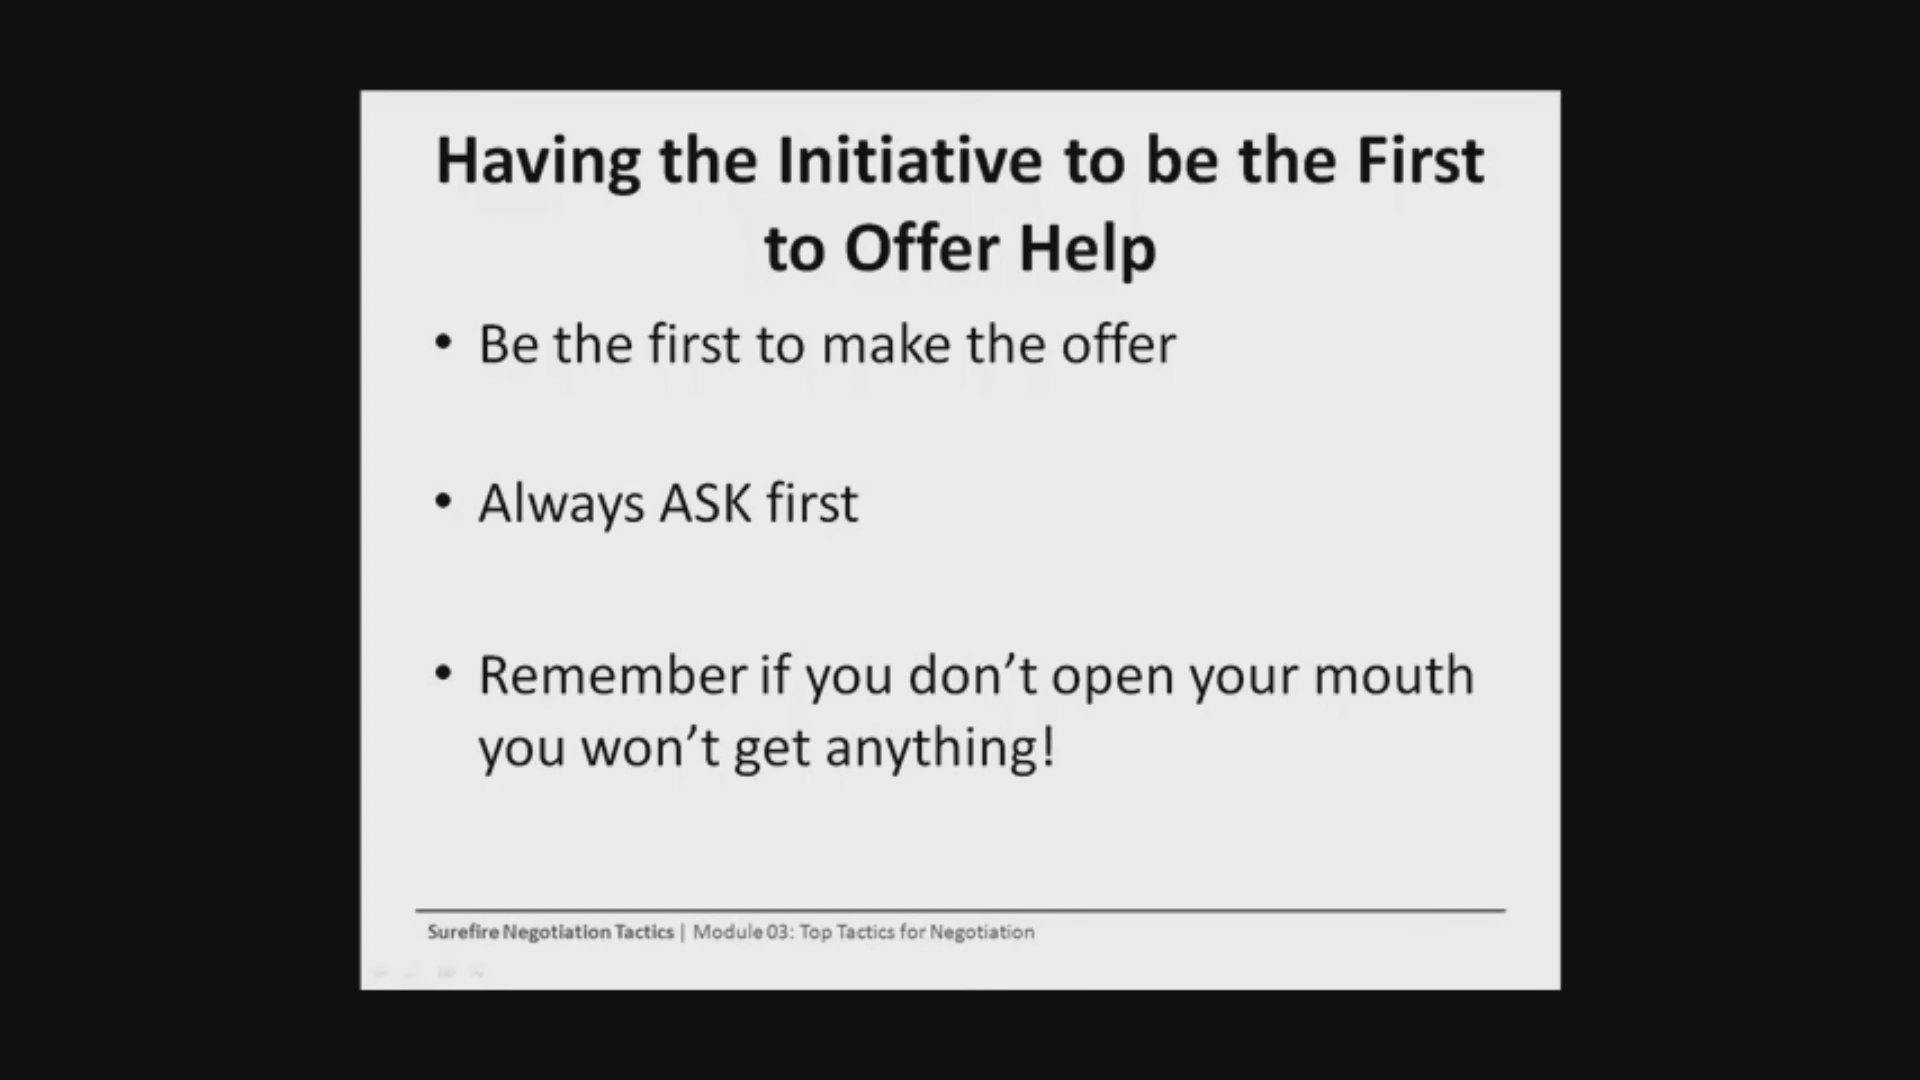 Having the Initiative to be the First
to Offer Help
• Be the first to make the offer
• Always ASK first
• Remember if you don’t open your mouth
you won’t get anything!
Surefire Negotiation Tactics | Module 03: Top Tactics for Negotiation